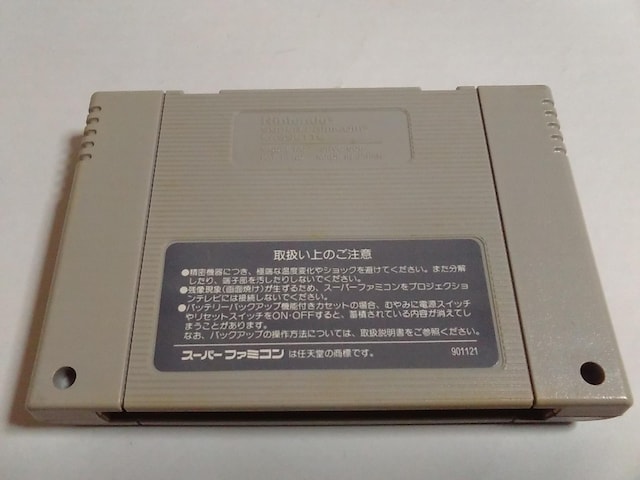 Nintendo®
取扱い上のご注意
●精密機器につき、極端な温度変化やショックを避けてください。また分解
したり、端子部を汚したりしないでください。
●残像現象(画面焼け)が生ずるため、スーパーファミコンをプロジェクショ
ンテレビには接続しないでください。
●バッテリーバックアップ機能付きカセットの場合、むやみに電源スイッチ
やリセットスイッチをON・OFFすると、蓄積されている内容が消えてし
まうことがあります。
なお、バックアップの操作方法については、取扱説明書をご参照ください。
スーパーファミコン は任天堂の商標です。 901121